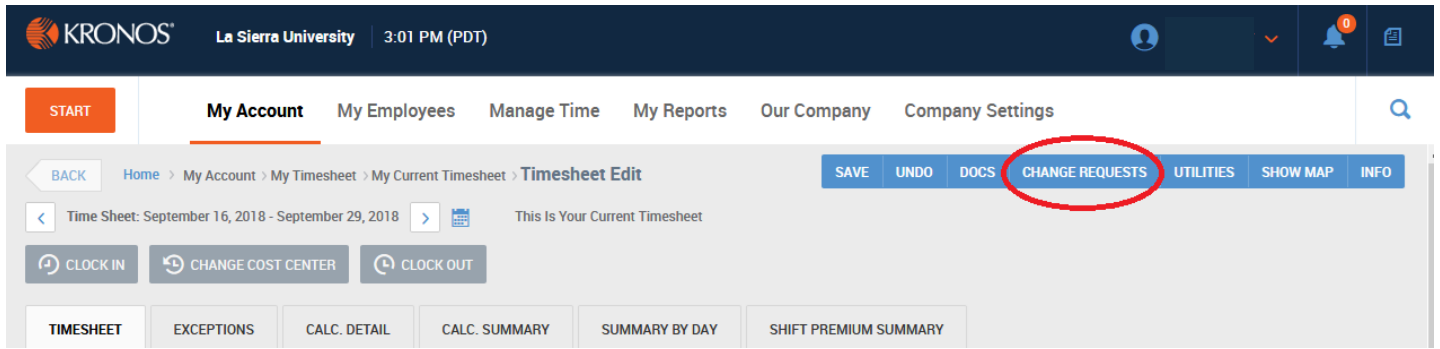 KRONOS® La Sierra University 3:01 PM (PDT) 0
START My Account My Employees Manage Time My Reports Our Company Company Settings
BACK Home > My Account > My Timesheet > My Current Timesheet > Timesheet Edit SAVE UNDO DOCS CHANGE REQUESTS UTILITIES SHOW MAP INFO
< Time Sheet: September 16, 2018 - September 29, 2018 > This Is Your Current Timesheet
CLOCK IN CHANGE COST CENTER CLOCK OUT
TIMESHEET EXCEPTIONS CALC. DETAIL CALC. SUMMARY SUMMARY BY DAY SHIFT PREMIUM SUMMARY